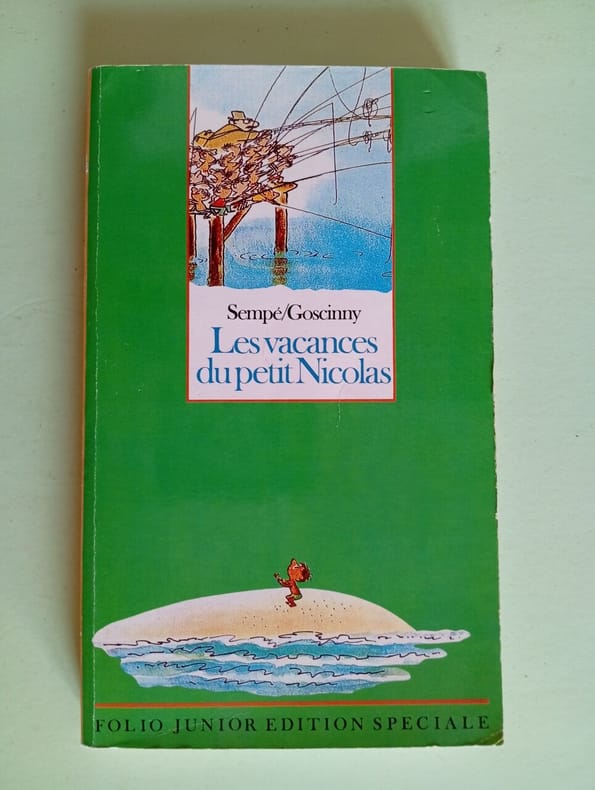 Sempé/Goscinny
Les vacances
du petit Nicolas
FOLIO JUNIOR EDITION SPECIALE